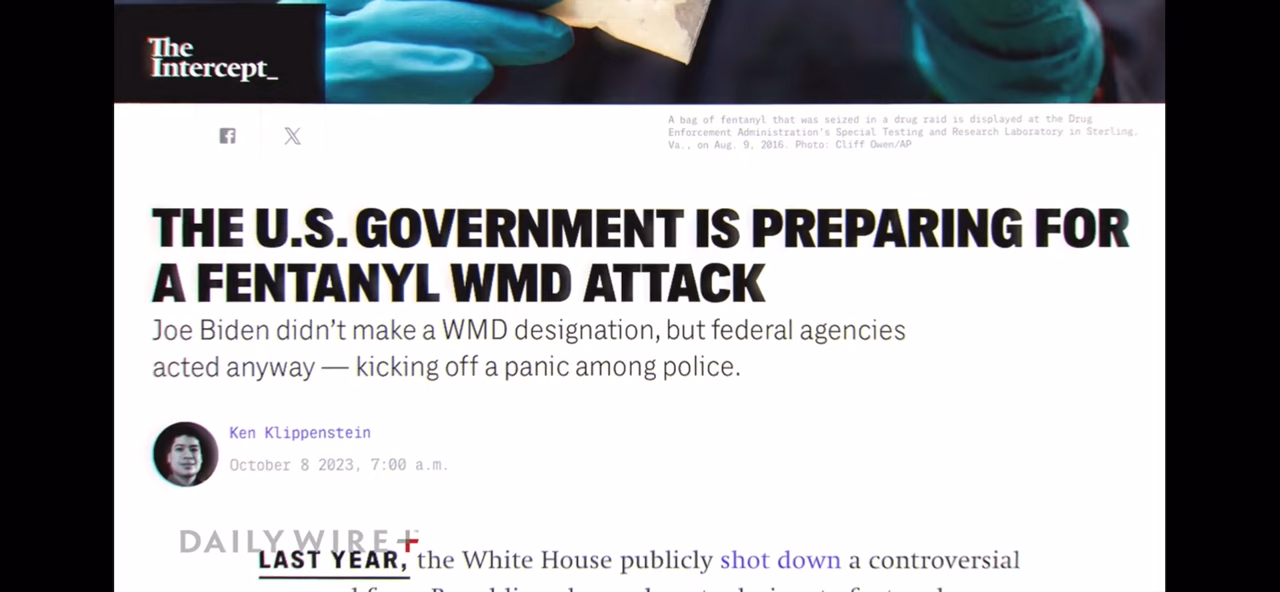 The
Intercept_
A bag of fentanyl that was seized in a drug raid is displayed at the Drug
Enforcement Administration's Special Testing and Research Laboratory in Sterling,
Va., on Aug. 9, 2016. Photo: Cliff Owen/AP
THE U.S. GOVERNMENT IS PREPARING FOR
A FENTANYL WMD ATTACK
Joe Biden didn't make a WMD designation, but federal agencies
acted anyway — kicking off a panic among police.
Ken Klippenstein
October 8 2023, 7:00 a.m.
DAILY WIRE+
LAST YEAR, the White House publicly shot down a controversial